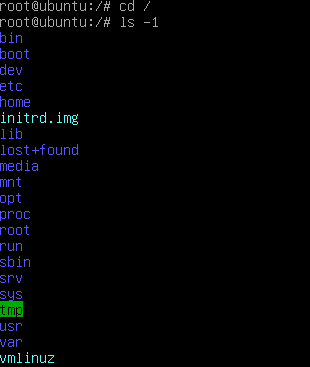 root@ubuntu:/# cd /
root@ubuntu:/# ls -1
bin
boot
dev
etc
home
initrd.img
lib
lost+found
media
mnt
opt
proc
root
run
sbin
srv
sys
tmp
usr
var
vmlinuz